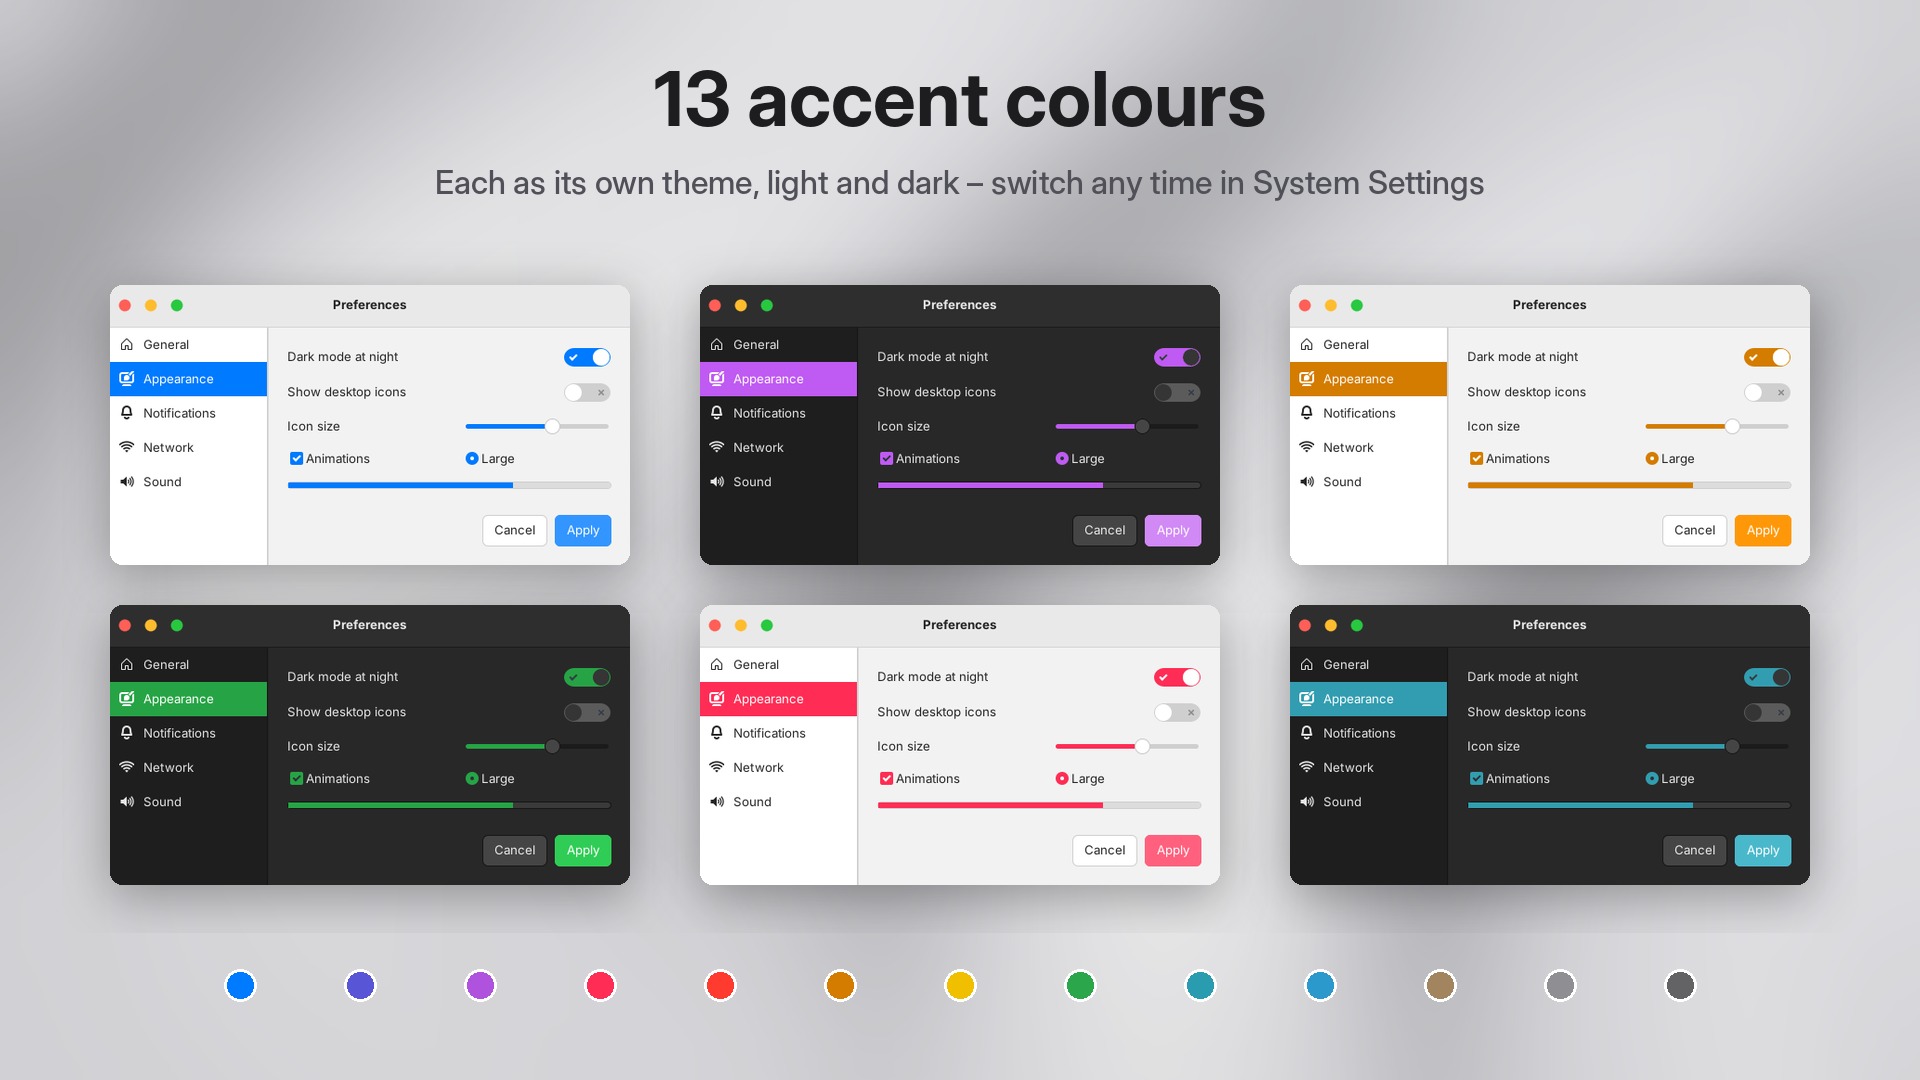 13 accent colours
Each as its own theme, light and dark – switch any time in System Settings
Preferences
General
Appearance
Notifications
Network
Sound
Dark mode at night
Show desktop icons
Icon size
Animations
Large
Cancel
Apply
Preferences
General
Appearance
Notifications
Network
Sound
Dark mode at night
Show desktop icons
Icon size
Animations
Large
Cancel
Apply
Preferences
General
Appearance
Notifications
Network
Sound
Dark mode at night
Show desktop icons
Icon size
Animations
Large
Cancel
Apply
Preferences
General
Appearance
Notifications
Network
Sound
Dark mode at night
Show desktop icons
Icon size
Animations
Large
Cancel
Apply
Preferences
General
Appearance
Notifications
Network
Sound
Dark mode at night
Show desktop icons
Icon size
Animations
Large
Cancel
Apply
Preferences
General
Appearance
Notifications
Network
Sound
Dark mode at night
Show desktop icons
Icon size
Animations
Large
Cancel
Apply